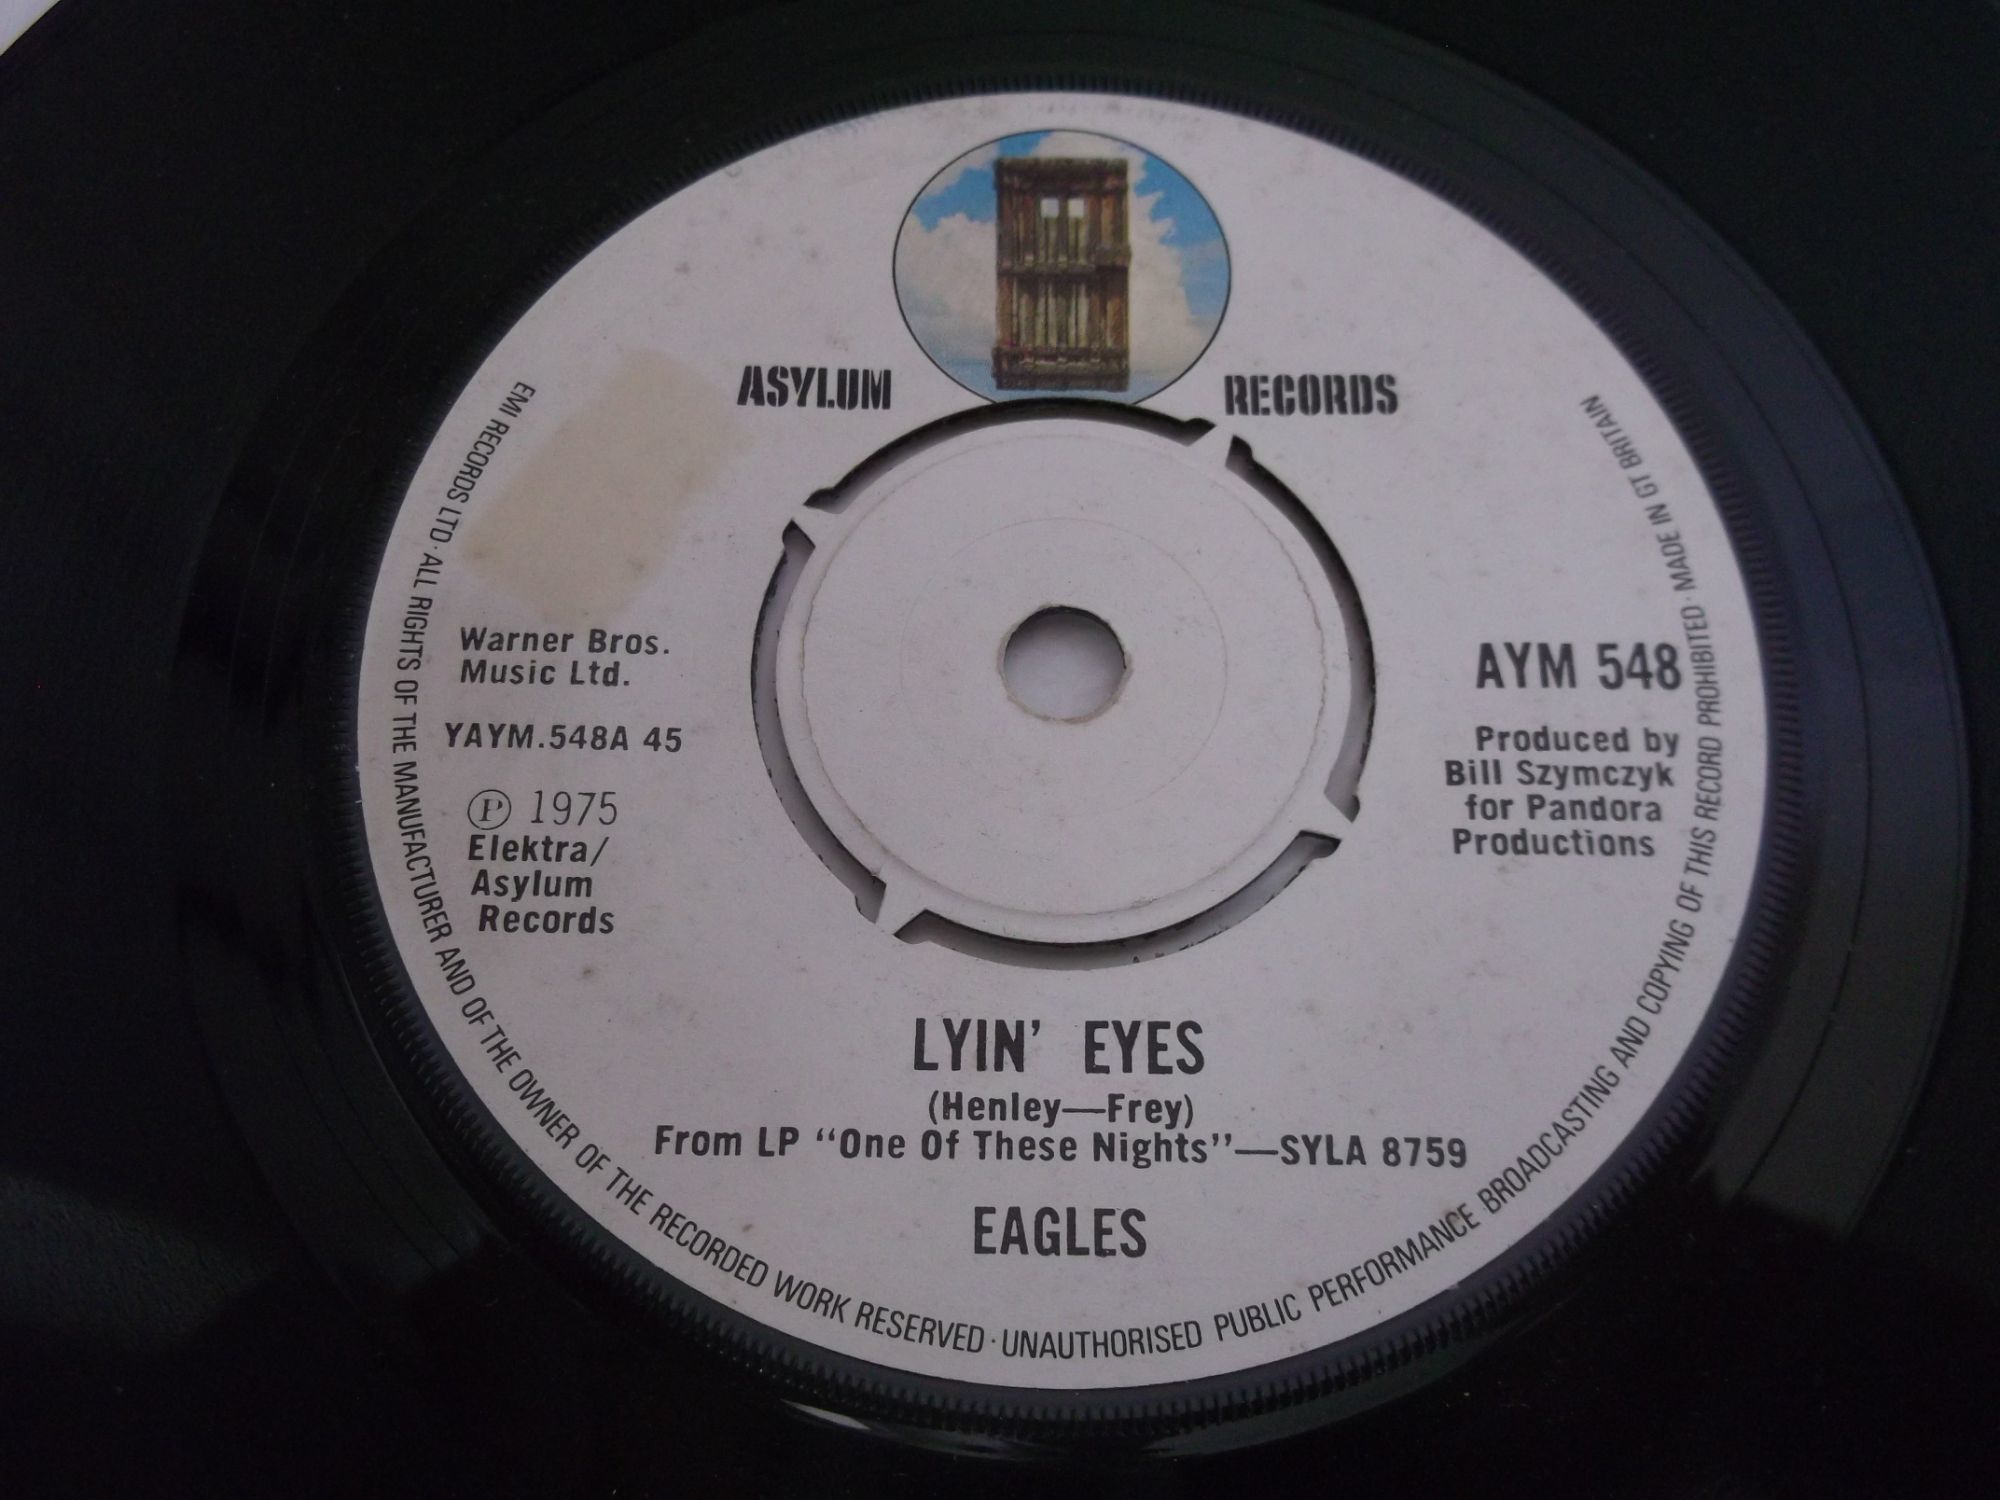 ASYLUM RECORDS
EMI RECORDS LTD · ALL RIGHTS OF THE MANUFACTURER AND OF THE OWNER OF THE RECORDED WORK RESERVED · UNAUTHORISED PUBLIC PERFORMANCE BROADCASTING AND COPYING OF THIS RECORD PROHIBITED · MADE IN GT BRITAIN
Warner Bros.
Music Ltd.
YAYM.548A 45
Ⓟ 1975
Elektra/
Asylum
Records
AYM 548
Produced by
Bill Szymczyk
for Pandora
Productions
LYIN' EYES
(Henley—Frey)
From LP “One Of These Nights”—SYLA 8759
EAGLES